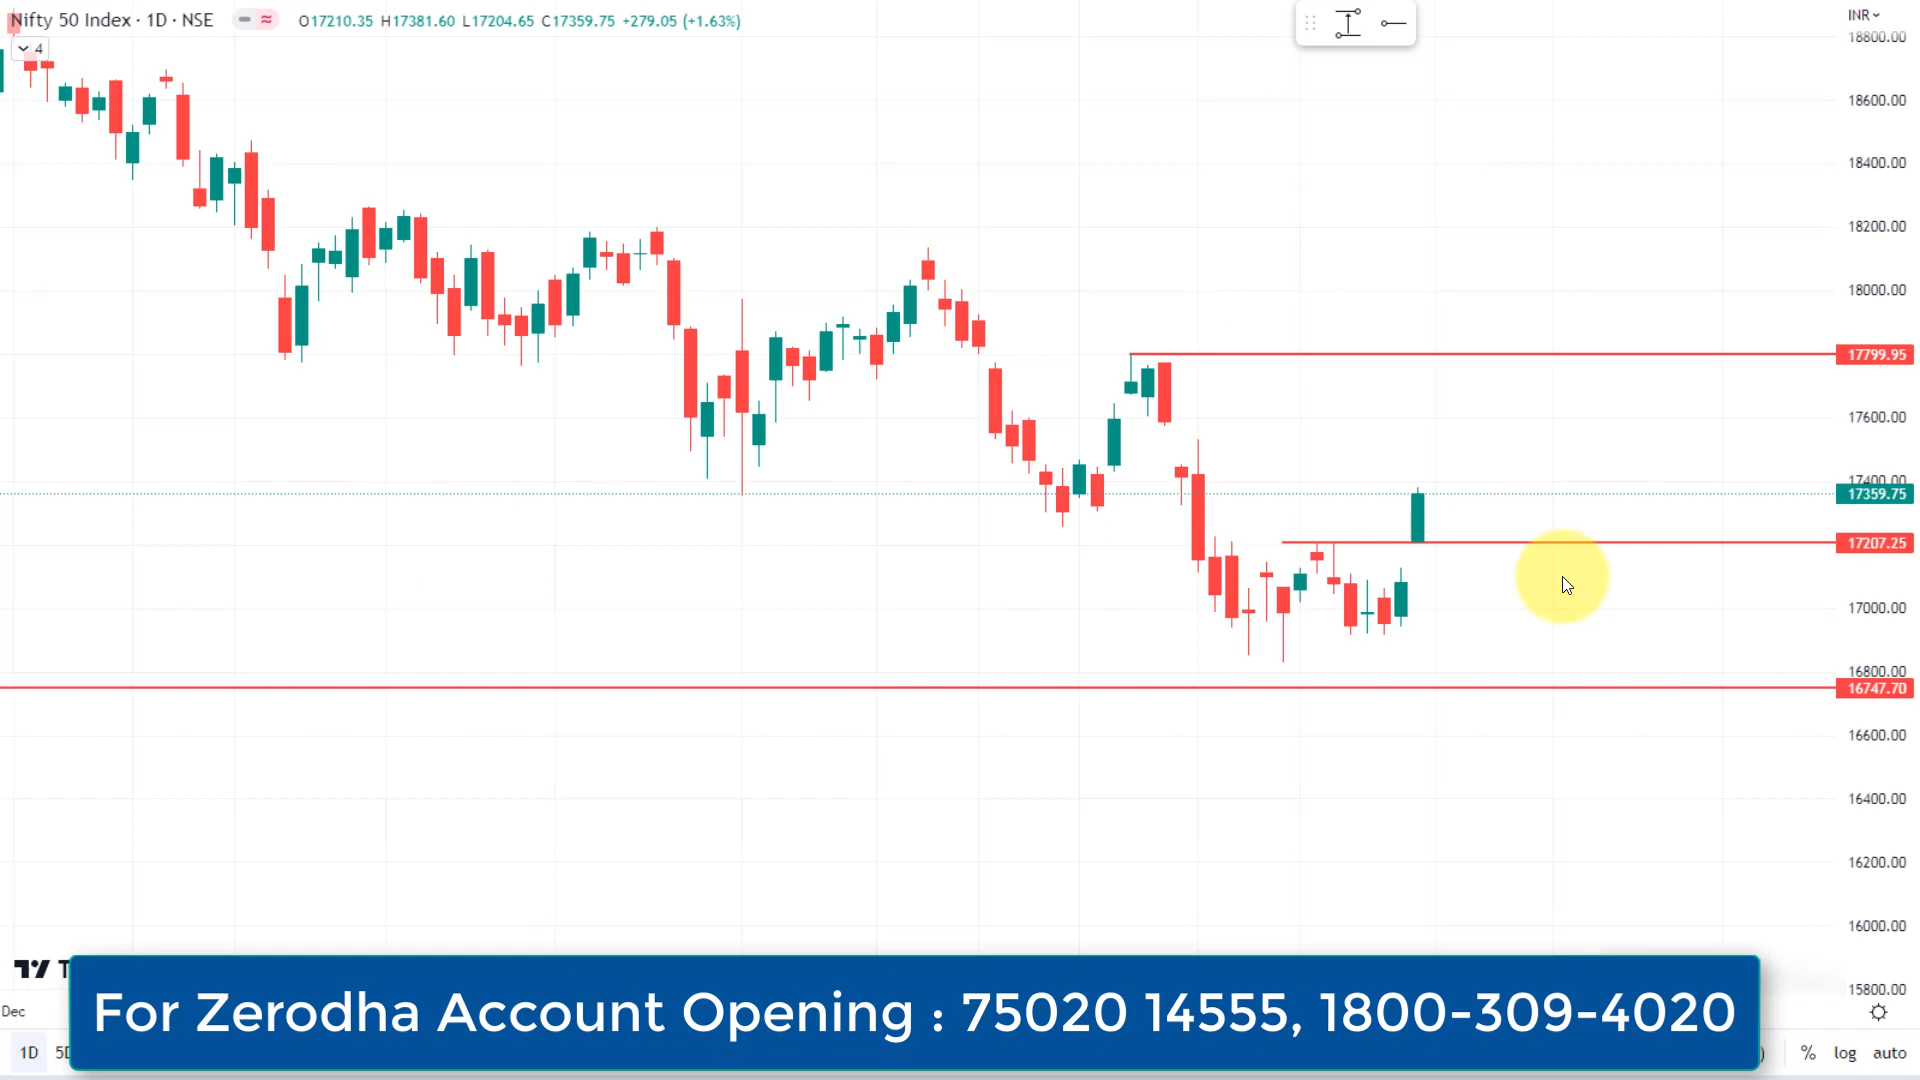 Nifty 50 Index · 1D · NSE
O17210.35 H17381.60 L17204.65 C17359.75 +279.05 (+1.63%)
INR
4
18800.00
18600.00
18400.00
18200.00
18000.00
17799.95
17600.00
17400.00
17359.75
17207.25
17000.00
16800.00
16747.70
16600.00
16400.00
16200.00
16000.00
15800.00
Dec
For Zerodha Account Opening : 75020 14555, 1800-309-4020
1D
% log auto